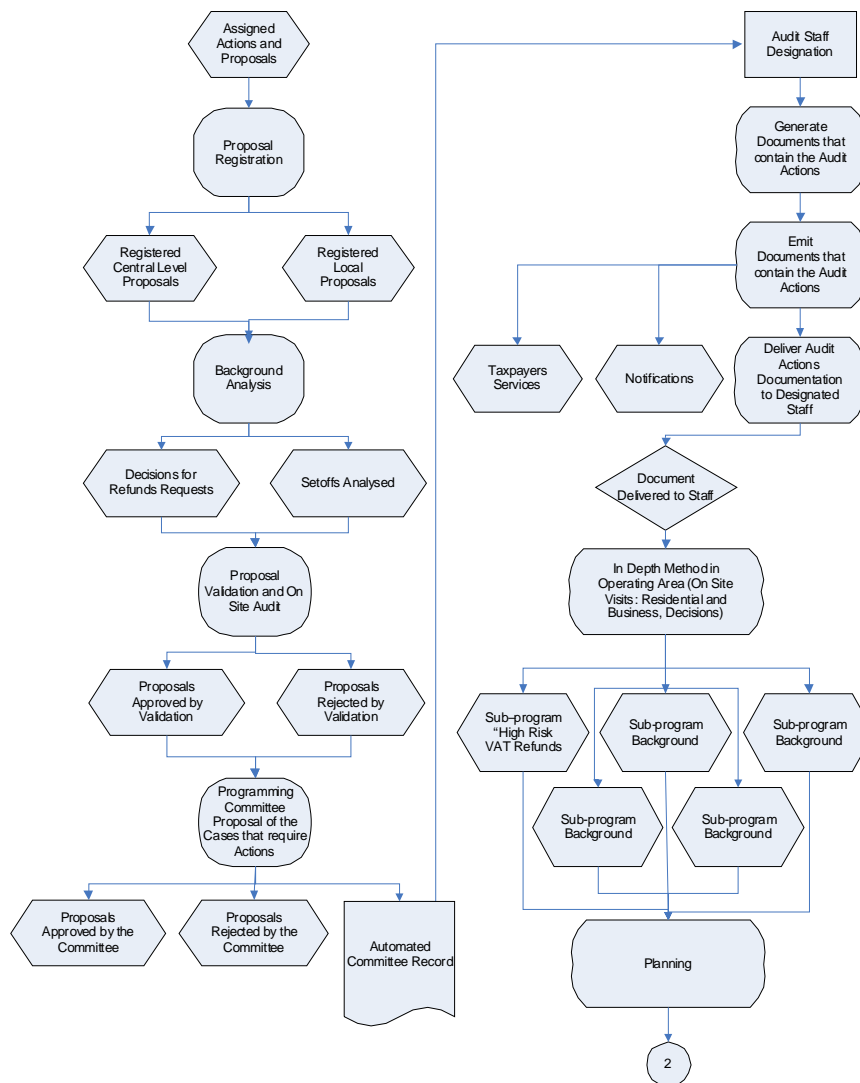 Assigned
Actions and
Proposals
Proposal
Registration
Registered
Central Level
Proposals
Registered
Local
Proposals
Background
Analysis
Decisions for
Refunds Requests
Setoffs Analysed
Proposal
Validation and On
Site Audit
Proposals
Approved by
Validation
Proposals
Rejected by
Validation
Programming
Committee
Proposal of the
Cases that require
Actions
Proposals
Approved by the
Committee
Proposals
Rejected by the
Committee
Automated
Committee Record
Audit Staff
Designation
Generate
Documents that
contain the Audit
Actions
Emit
Documents that
contain the Audit
Actions
Taxpayers
Services
Notifications
Deliver Audit
Actions
Documentation
to Designated
Staff
Document
Delivered to Staff
In Depth Method in
Operating Area (On Site
Visits: Residential and
Business, Decisions)
Sub-program
“High Risk
VAT Refunds
Sub-program
Background
Sub-program
Background
Sub-program
Background
Sub-program
Background
Planning
2